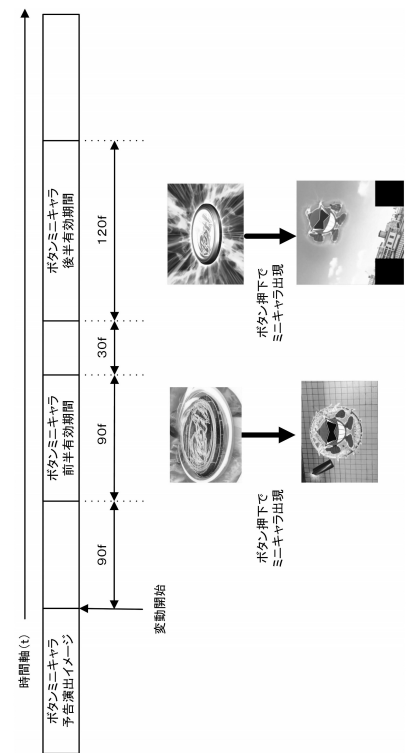 時間軸(t)
ボタンミニキャラ
予告演出イメージ
ボタンミニキャラ
前半有効期間
ボタンミニキャラ
後半有効期間
90f
90f
30f
120f
変動開始
ボタン押下で
ミニキャラ出現
ボタン押下で
ミニキャラ出現